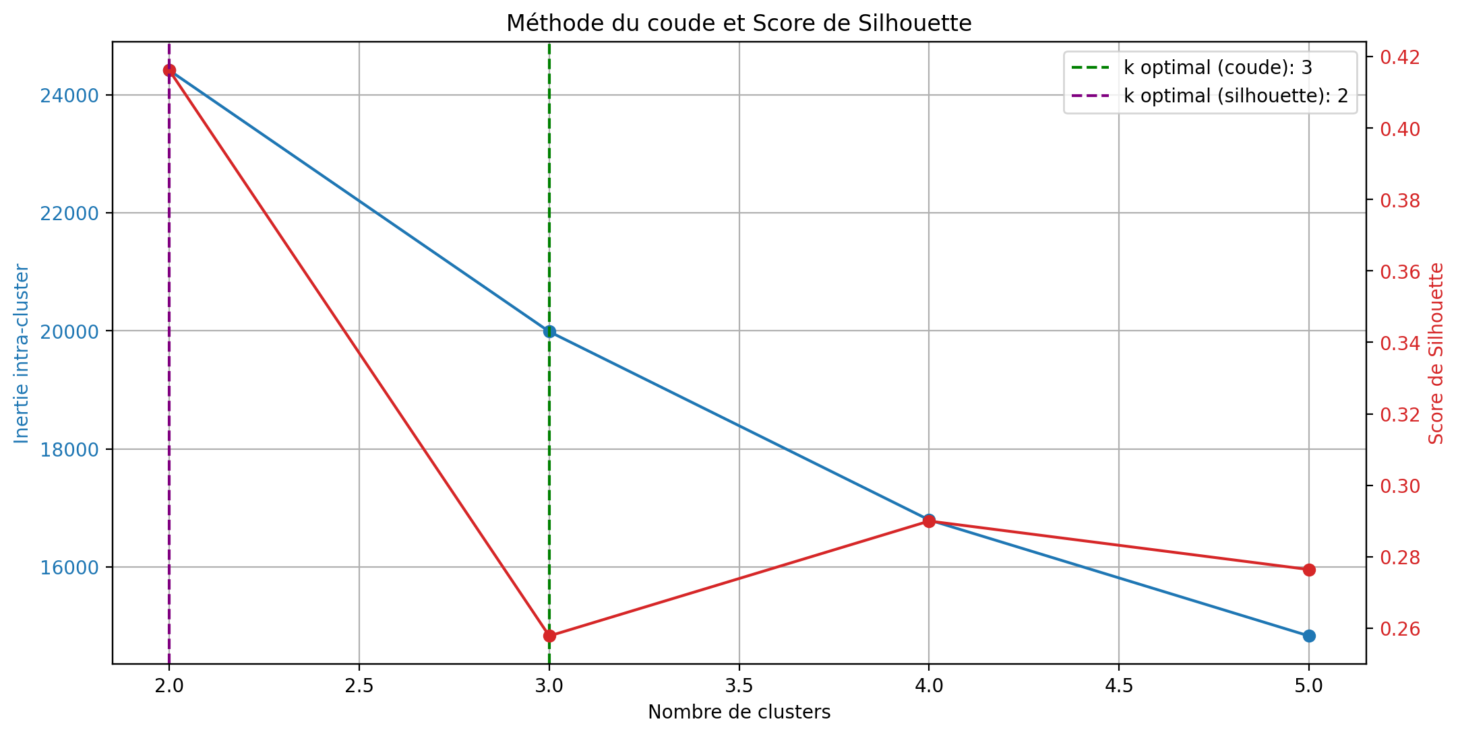 Méthode du coude et Score de Silhouette
k optimal (coude): 3
k optimal (silhouette): 2
Inertie intra-cluster
24000
22000
20000
18000
16000
0.42
0.40
0.38
0.36
0.34
0.32
0.30
0.28
0.26
Score de Silhouette
2.0 2.5 3.0 3.5 4.0 4.5 5.0
Nombre de clusters